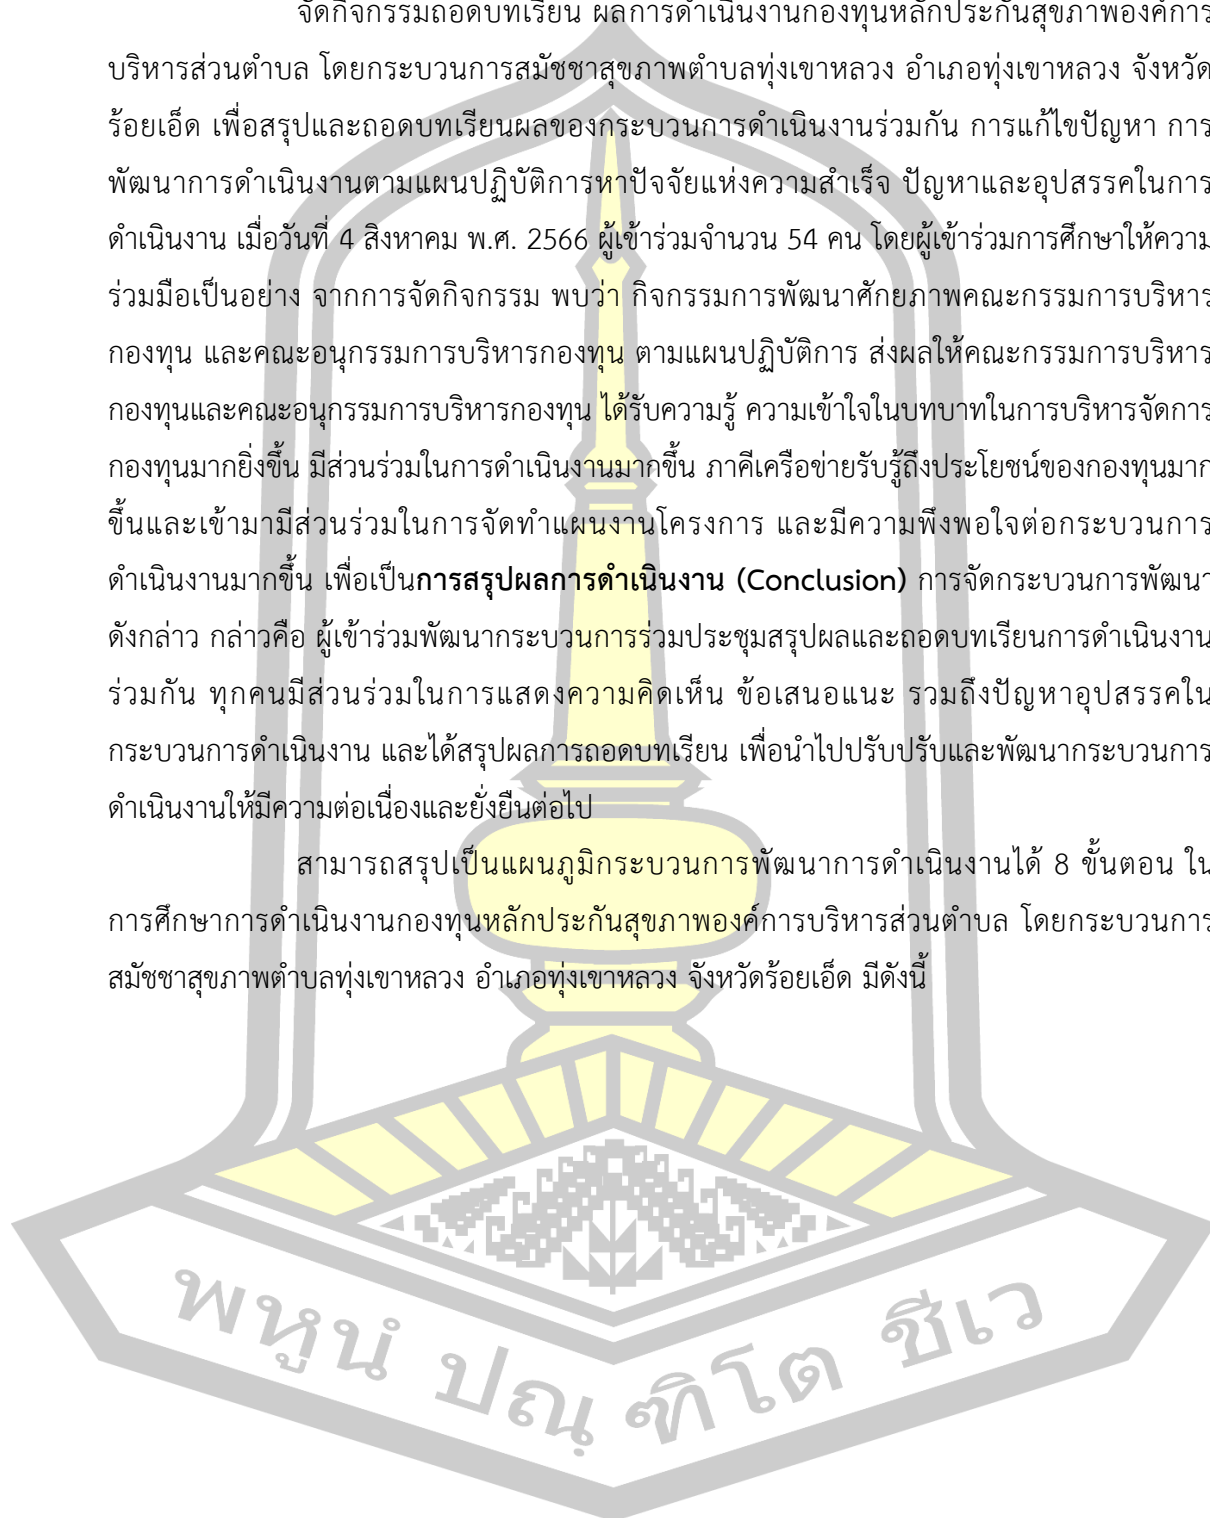 จัดกิจกรรมถอดบทเรียน ผลการดำเนินงานกองทุนหลักประกันสุขภาพองค์การ
บริหารส่วนตำบล โดยกระบวนการสมัชชาสุขภาพตำบลทุ่งเขาหลวง อำเภอทุ่งเขาหลวง จังหวัด
ร้อยเอ็ด เพื่อสรุปและถอดบทเรียนผลของกระบวนการดำเนินงานร่วมกัน การแก้ไขปัญหา การ
พัฒนาการดำเนินงานตามแผนปฏิบัติการหาปัจจัยแห่งความสำเร็จ ปัญหาและอุปสรรคในการ
ดำเนินงาน เมื่อวันที่ 4 สิงหาคม พ.ศ. 2566 ผู้เข้าร่วมจำนวน 54 คน โดยผู้เข้าร่วมการศึกษาให้ความ
ร่วมมือเป็นอย่าง จากการจัดกิจกรรม พบว่า กิจกรรมการพัฒนาศักยภาพคณะกรรมการบริหาร
กองทุน และคณะอนุกรรมการบริหารกองทุน ตามแผนปฏิบัติการ ส่งผลให้คณะกรรมการบริหาร
กองทุนและคณะอนุกรรมการบริหารกองทุน ได้รับความรู้ ความเข้าใจในบทบาทในการบริหารจัดการ
กองทุนมากยิ่งขึ้น มีส่วนร่วมในการดำเนินงานมากขึ้น ภาคีเครือข่ายรับรู้ถึงประโยชน์ของกองทุนมาก
ขึ้นและเข้ามามีส่วนร่วมในการจัดทำแผนงานโครงการ และมีความพึงพอใจต่อกระบวนการ
ดำเนินงานมากขึ้น เพื่อเป็นการสรุปผลการดำเนินงาน (Conclusion) การจัดกระบวนการพัฒนา
ดังกล่าว กล่าวคือ ผู้เข้าร่วมพัฒนากระบวนการร่วมประชุมสรุปผลและถอดบทเรียนการดำเนินงาน
ร่วมกัน ทุกคนมีส่วนร่วมในการแสดงความคิดเห็น ข้อเสนอแนะ รวมถึงปัญหาอุปสรรคใน
กระบวนการดำเนินงาน และได้สรุปผลการถอดบทเรียน เพื่อนำไปปรับปรับและพัฒนากระบวนการ
ดำเนินงานให้มีความต่อเนื่องและยั่งยืนต่อไป
สามารถสรุปเป็นแผนภูมิกระบวนการพัฒนาการดำเนินงานได้ 8 ขั้นตอน ใน
การศึกษาการดำเนินงานกองทุนหลักประกันสุขภาพองค์การบริหารส่วนตำบล โดยกระบวนการ
สมัชชาสุขภาพตำบลทุ่งเขาหลวง อำเภอทุ่งเขาหลวง จังหวัดร้อยเอ็ด มีดังนี้
พหูนํ ปณฺฑิโต ชีเว